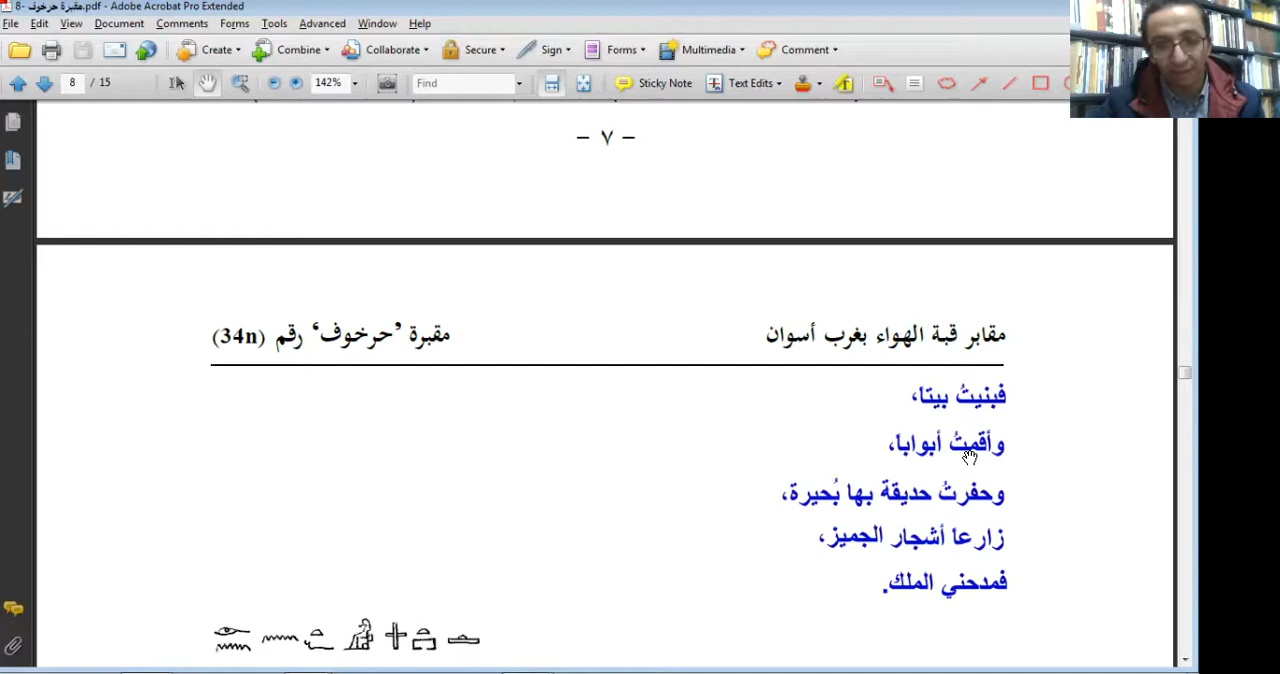 8- مقبرة حرخوف.pdf - Adobe Acrobat Pro Extended
File Edit View Document Comments Forms Tools Advanced Window Help
Create Combine Collaborate Secure Sign Forms Multimedia Comment
8 / 15 142% Find Sticky Note Text Edits
- ٧ -
مقابر قبة الهواء بغرب أسوان مقبرة ’حرخوف‘ رقم (34n)
فبنيتُ بيتا،
وأقمتُ أبواباً،
وحفرتُ حديقة بها بُحيرة،
زارعاً أشجار الجميز،
فمدحني الملك.